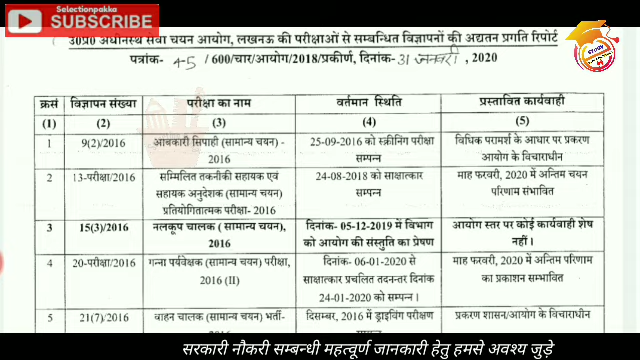 Selectionpakka
SUBSCRIBE
STUDY
उ0प्र0 अधीनस्थ सेवा चयन आयोग, लखनऊ की परीक्षाओं से सम्बन्धित विज्ञापनों की अद्यतन प्रगति रिपोर्ट
पत्रांक- 45 / 600/चार/आयोग/2018/प्रकीर्ण, दिनांक- 31 जनवरी, 2020
क्रसं विज्ञापन संख्या परीक्षा का नाम वर्तमान स्थिति प्रस्तावित कार्यवाही
(1) (2) (3) (4) (5)
1 9(2)/2016 आबकारी सिपाही (सामान्य चयन) - 25-09-2016 को स्क्रीनिंग परीक्षा विधिक परामर्श के आधार पर प्रकरण
2016 सम्पन्न आयोग के विचाराधीन
2 13-परीक्षा/2016 सम्मिलित तकनीकी सहायक एवं 24-08-2018 को साक्षात्कार माह फरवरी, 2020 में अन्तिम चयन
सहायक अनुदेशक (सामान्य चयन) सम्पन्न परिणाम संभावित
प्रतियोगितात्मक परीक्षा- 2016
3 15(3)/2016 नलकूप चालक ( सामान्य चयन), दिनांक- 05-12-2019 में विभाग आयोग स्तर पर कोई कार्यवाही शेष
2016 को आयोग की संस्तुति का प्रेषण नहीं ।
4 20-परीक्षा/2016 गन्ना पर्यवेक्षक (सामान्य चयन) परीक्षा, दिनांक- 06-01-2020 से माह फरवरी, 2020 में अन्तिम परिणाम
2016 (II) साक्षात्कार प्रचलित तदनन्तर दिनांक का प्रकाशन सम्भावित
24-01-2020 को सम्पन्न ।
5 21(7)/2016 वाहन चालक (सामान्य चयन) भर्ती- दिसम्बर, 2016 में ड्राइविंग परीक्षण प्रकरण शासन/आयोग के विचाराधीन
सरकारी नौकरी सम्बन्धी महत्वूर्ण जानकारी हेतु हमसे अवश्य जुड़े